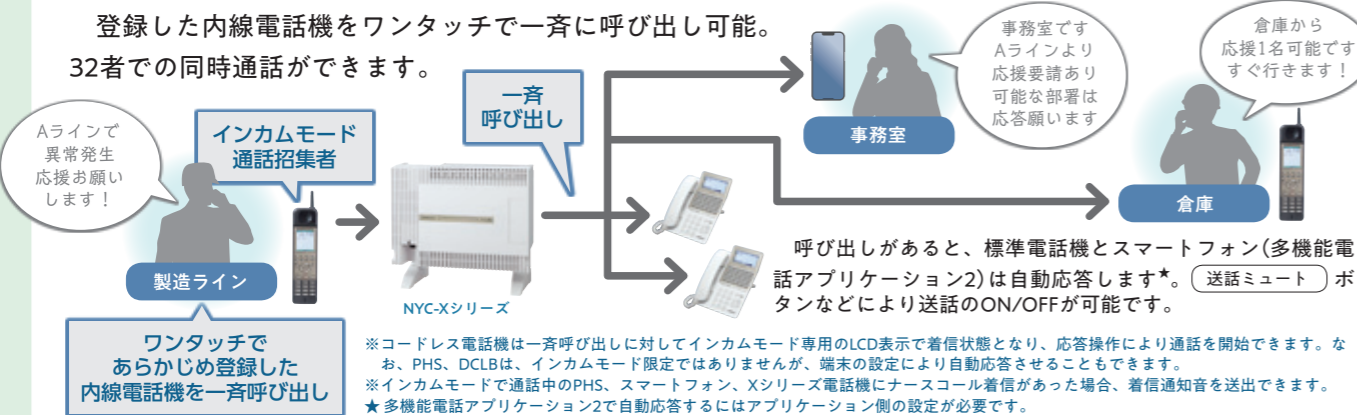 登録した内線電話機をワンタッチで一斉に呼び出し可能。
32者での同時通話ができます。
Aラインで
異常発生
応援お願い
します！
インカムモード
通話招集者
一斉
呼び出し
事務室です
Aラインより
応援要請あり
可能な部署は
応答願います
倉庫から
応援1名可能です
すぐ行きます！
事務室
倉庫
製造ライン
NYC-Xシリーズ
ワンタッチで
あらかじめ登録した
内線電話機を一斉呼び出し
呼び出しがあると、標準電話機とスマートフォン(多機能電
話アプリケーション2)は自動応答します★。 送話ミュート ボ
タンなどにより送話のON/OFFが可能です。
※コードレス電話機は一斉呼び出しに対してインカムモード専用のLCD表示で着信状態となり、応答操作により通話を開始できます。な
お、PHS、DCLBは、インカムモード限定ではありませんが、端末の設定により自動応答させることもできます。
※インカムモードで通話中のPHS、スマートフォン、Xシリーズ電話機にナースコール着信があった場合、着信通知音を送出できます。
★多機能電話アプリケーション2で自動応答するにはアプリケーション側の設定が必要です。